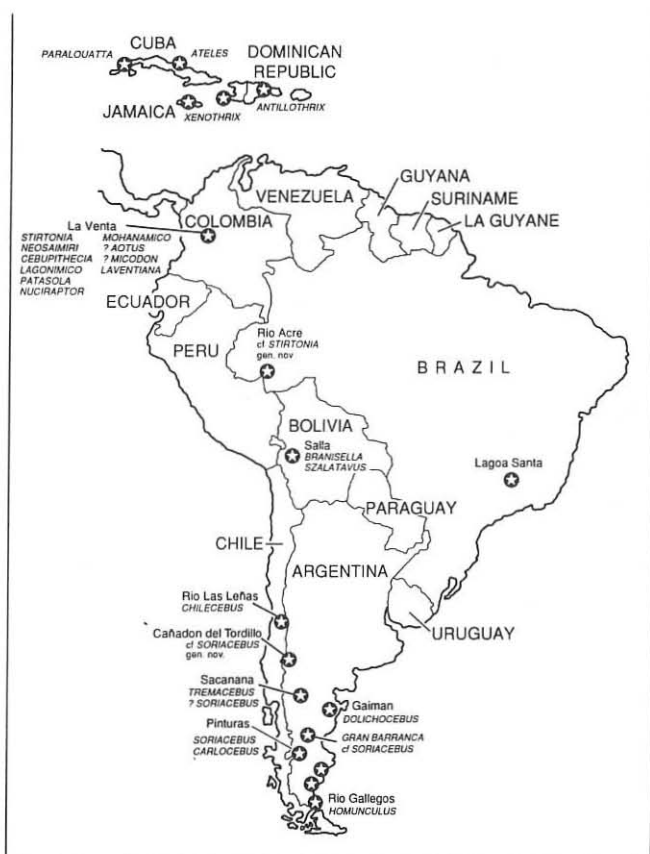 CUBA
PARALOUATTA
ATELES
DOMINICAN
REPUBLIC
JAMAICA
XENOTHRIX
ANTILLOTHRIX
GUYANA
VENEZUELA
SURINAME
LA GUYANE
La Venta
COLOMBIA
STIRTONIA MOHANAMICO
NEOSAIMIRI ? AOTUS
CEBUPITHECIA ? MICODON
LAGONIMICO LAVENTIANA
PATASOLA
NUCIRAPTOR
ECUADOR
PERU
Rio Acre
cf STIRTONIA
gen. nov
BRAZIL
BOLIVIA
Salla
BRANISELLA
SZALATAVUS
Lagoa Santa
PARAGUAY
CHILE
ARGENTINA
Rio Las Leñas
CHILECEBUS
URUGUAY
Cañadon del Tordillo
cf SORIACEBUS
gen. nov.
Sacanana
TREMACEBUS
? SORIACEBUS
Gaiman
DOLICHOCEBUS
Pinturas
SORIACEBUS
CARLOCEBUS
GRAN BARRANCA
cf SORIACEBUS
Rio Gallegos
HOMUNCULUS